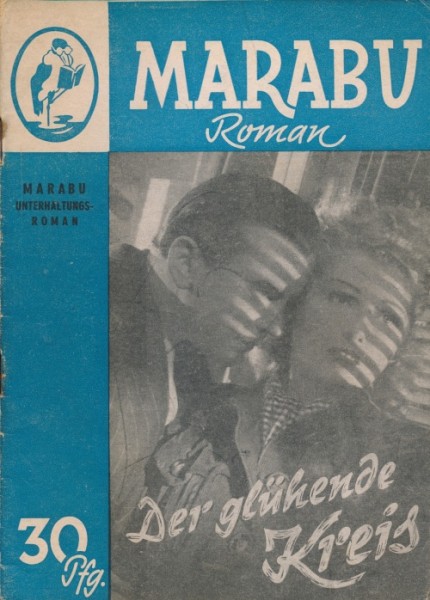 MARABU
Roman
MARABU
UNTERHALTUNGS-
ROMAN
Der glühende
Kreis
30
Pfg.